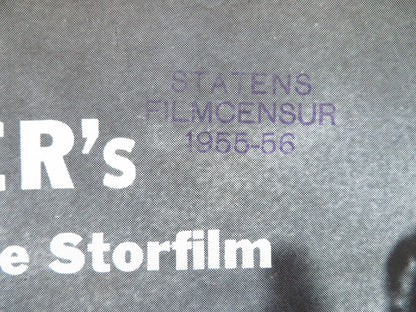 STATENS
FILMCENSUR
1955-56
ER's
e Storfilm